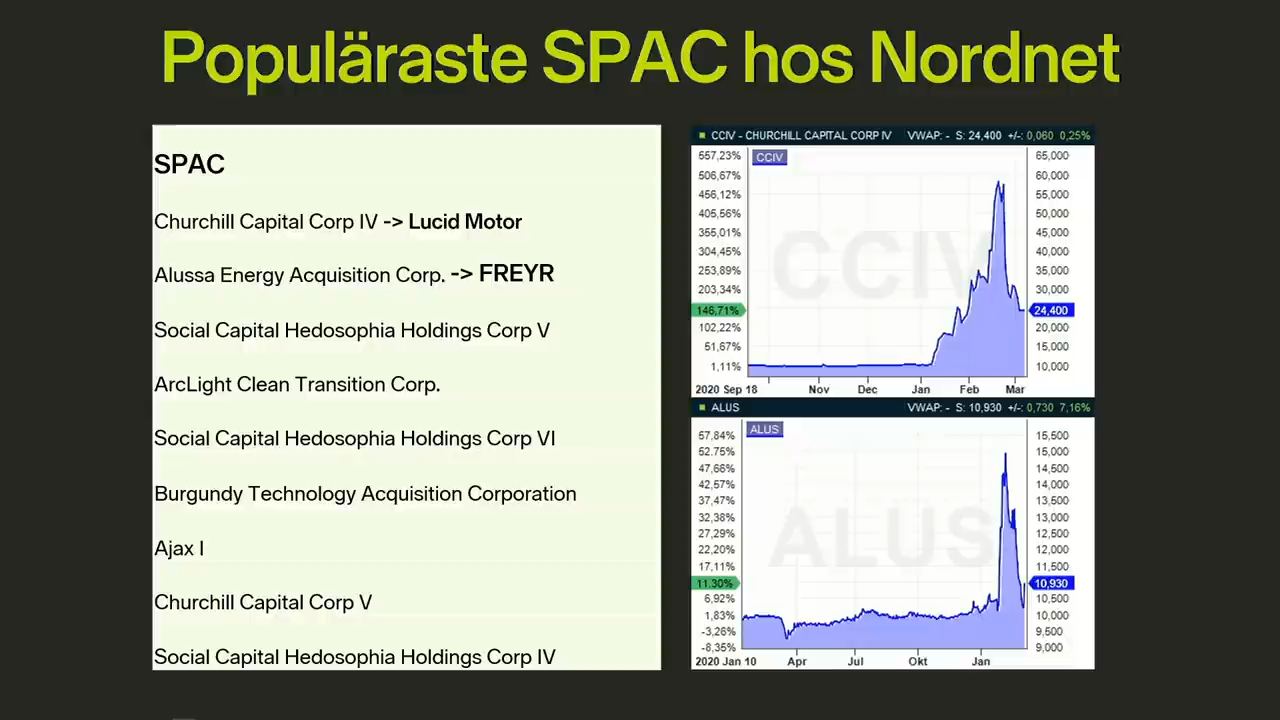 Populäraste SPAC hos Nordnet
SPAC
Churchill Capital Corp IV -> Lucid Motor
Alussa Energy Acquisition Corp. -> FREYR
Social Capital Hedosophia Holdings Corp V
ArcLight Clean Transition Corp.
Social Capital Hedosophia Holdings Corp VI
Burgundy Technology Acquisition Corporation
Ajax I
Churchill Capital Corp V
Social Capital Hedosophia Holdings Corp IV
CCIV - CHURCHILL CAPITAL CORP IV VWAP: - S: 24,400 +/-: 0,060 0,25%
CCIV
CCIV
557,23% 65,000
506,67% 60,000
456,12% 55,000
405,56% 50,000
355,01% 45,000
304,45% 40,000
253,89% 35,000
203,34% 30,000
146,71% 24,400
102,22% 20,000
51,67% 15,000
1,11% 10,000
2020 Sep 18 Nov Dec Jan Feb Mar
ALUS VWAP: - S: 10,930 +/-: 0,730 7,16%
ALUS
ALUS
57,84% 15,500
52,75% 15,000
47,66% 14,500
42,57% 14,000
37,47% 13,500
32,38% 13,000
27,29% 12,500
22,20% 12,000
17,11% 11,500
11,30% 10,930
6,92% 10,500
1,83% 10,000
-3,26% 9,500
-8,35% 9,000
2020 Jan 10 Apr Jul Okt Jan